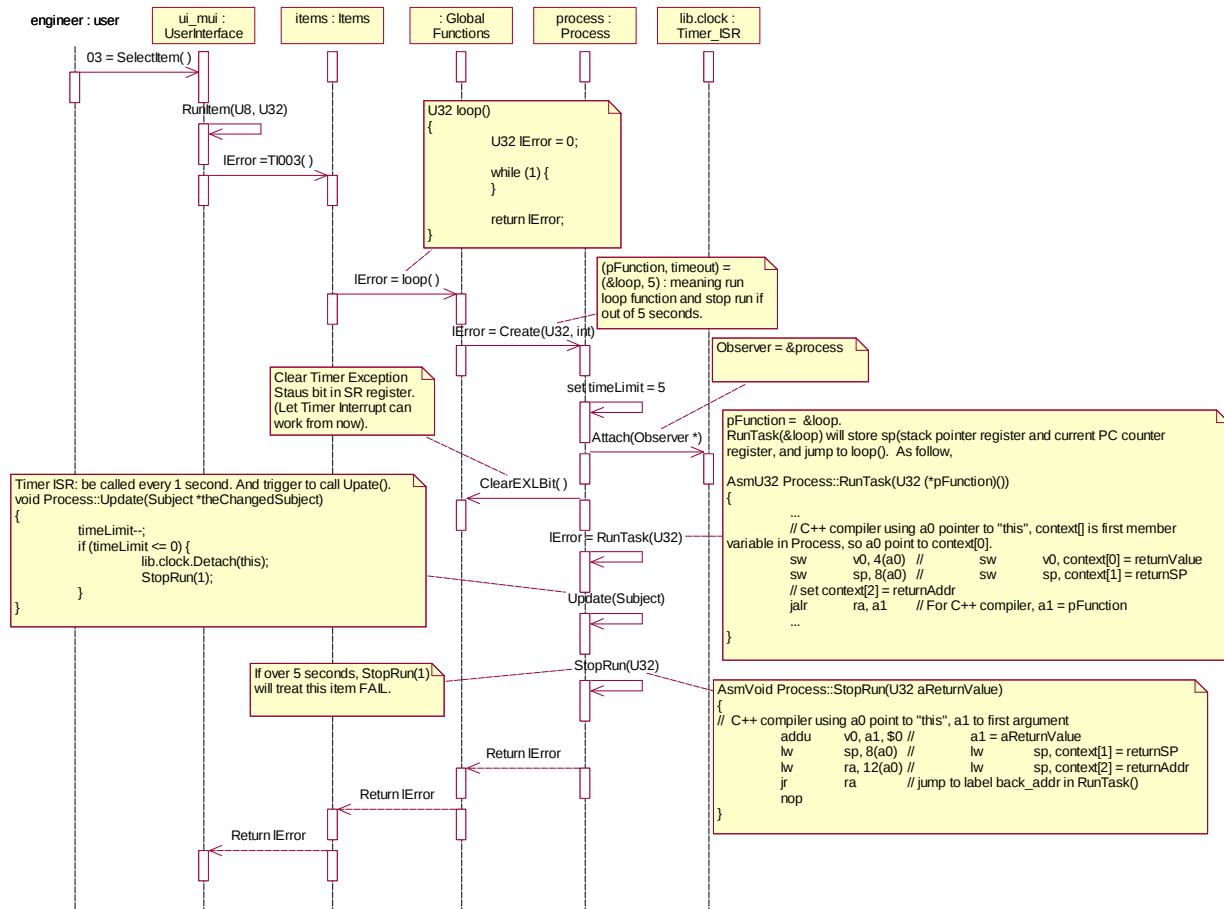 engineer : user
ui_mui :
UserInterface
items : Items
: Global
Functions
process :
Process
lib.clock :
Timer_ISR
03 = SelectItem( )
RunItem(U8, U32)
lError =TI003( )
U32 loop()
{
U32 lError = 0;
while (1) {
}
return lError;
}
lError = loop( )
(pFunction, timeout) =
(&loop, 5) : meaning run
loop function and stop run if
out of 5 seconds.
lError = Create(U32, int)
Observer = &process
Clear Timer Exception
Staus bit in SR register.
(Let Timer Interrupt can
work from now).
set timeLimit = 5
Attach(Observer *)
pFunction =  &loop.
RunTask(&loop) will store sp(stack pointer register and current PC counter
register, and jump to loop().  As follow,
AsmU32 Process::RunTask(U32 (*pFunction)())
{
...
// C++ compiler using a0 pointer to "this", context[] is first member
variable in Process, so a0 point to context[0].
sw v0, 4(a0) // sw v0, context[0] = returnValue
sw sp, 8(a0) // sw sp, context[1] = returnSP
// set context[2] = returnAddr
jalr ra, a1 // For C++ compiler, a1 = pFunction
...
}
Timer ISR: be called every 1 second. And trigger to call Upate().
void Process::Update(Subject *theChangedSubject)
{
timeLimit--;
if (timeLimit <= 0) {
lib.clock.Detach(this);
StopRun(1);
}
}
ClearEXLBit( )
lError = RunTask(U32)
Update(Subject)
StopRun(U32)
If over 5 seconds, StopRun(1)
will treat this item FAIL.
AsmVoid Process::StopRun(U32 aReturnValue)
{
//  C++ compiler using a0 point to "this", a1 to first argument
addu v0, a1, $0 // a1 = aReturnValue
lw sp, 8(a0) // lw sp, context[1] = returnSP
lw ra, 12(a0) // lw sp, context[2] = returnAddr
jr ra // jump to label back_addr in RunTask()
nop
}
Return lError
Return lError
Return lError